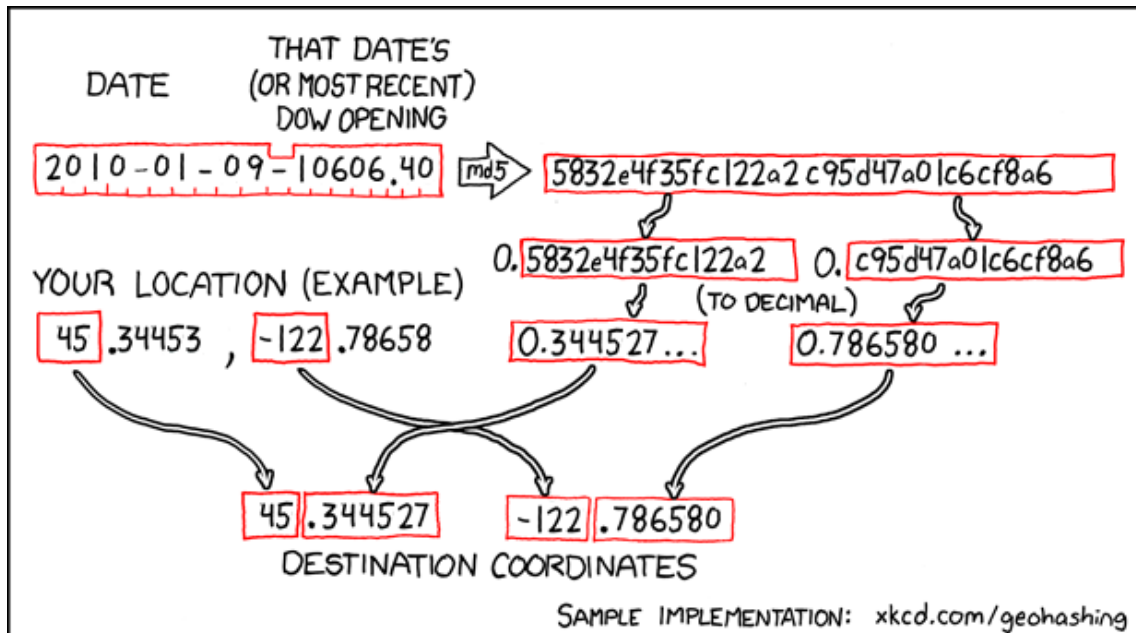 THAT DATE'S
DATE (OR MOST RECENT)
DOW OPENING
2010-01-09-10606.40 md5 5832e4f35fc122a2c95d47a01c6cf8a6
0.5832e4f35fc122a2 0.c95d47a01c6cf8a6
YOUR LOCATION (EXAMPLE) (TO DECIMAL)
45.34453, -122.78658 0.344527... 0.786580...
45.344527 -122.786580
DESTINATION COORDINATES
SAMPLE IMPLEMENTATION: xkcd.com/geohashing